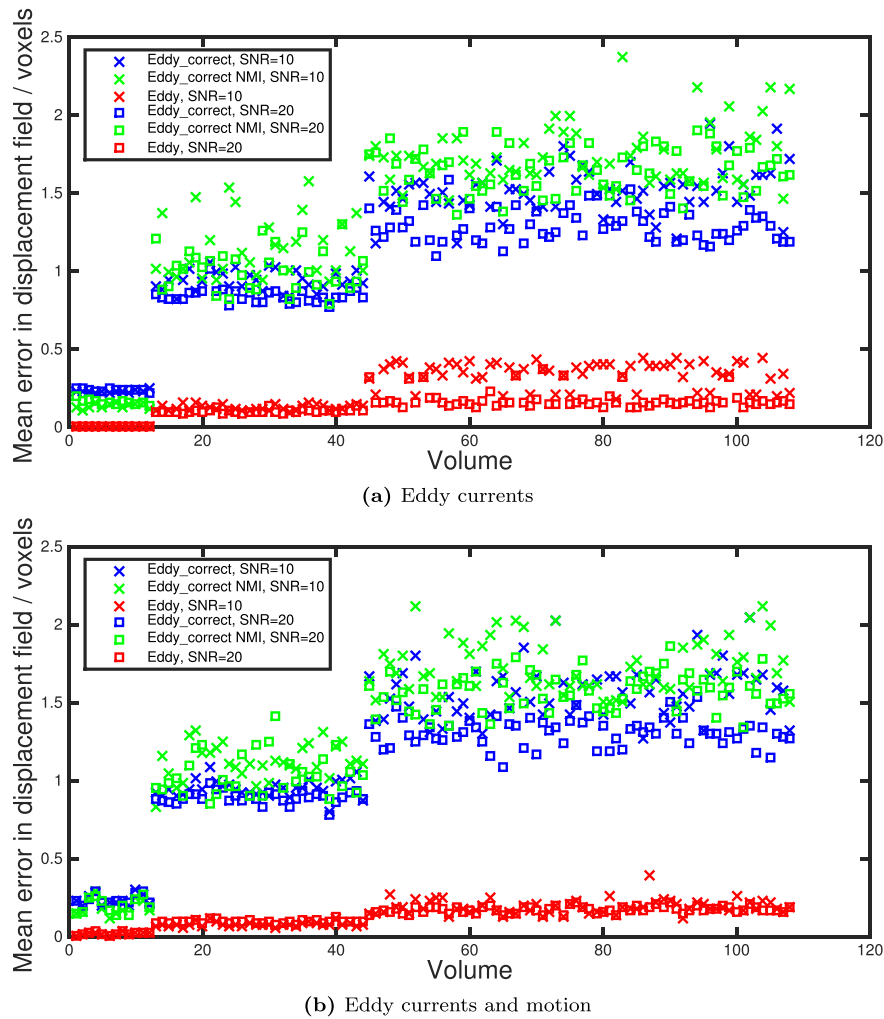 Mean error in displacement field / voxels
2.5
2
1.5
1
0.5
0
Eddy_correct, SNR=10
Eddy_correct NMI, SNR=10
Eddy, SNR=10
Eddy_correct, SNR=20
Eddy_correct NMI, SNR=20
Eddy, SNR=20
0 20 40 60 80 100 120
Volume
(a) Eddy currents
Mean error in displacement field / voxels
2.5
2
1.5
1
0.5
0
Eddy_correct, SNR=10
Eddy_correct NMI, SNR=10
Eddy, SNR=10
Eddy_correct, SNR=20
Eddy_correct NMI, SNR=20
Eddy, SNR=20
0 20 40 60 80 100 120
Volume
(b) Eddy currents and motion